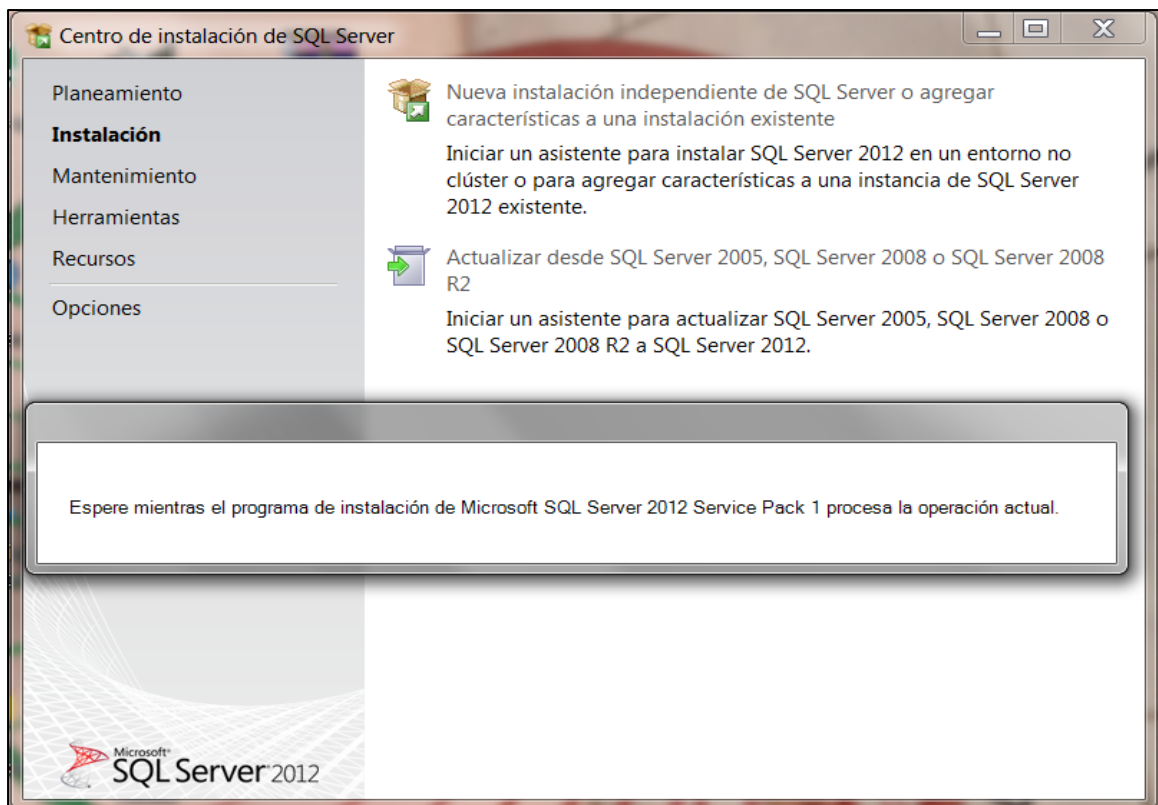 Centro de instalación de SQL Server
Planeamiento
Instalación
Mantenimiento
Herramientas
Recursos
Opciones
Nueva instalación independiente de SQL Server o agregar
características a una instalación existente
Iniciar un asistente para instalar SQL Server 2012 en un entorno no
clúster o para agregar características a una instancia de SQL Server
2012 existente.
Actualizar desde SQL Server 2005, SQL Server 2008 o SQL Server 2008
R2
Iniciar un asistente para actualizar SQL Server 2005, SQL Server 2008 o
SQL Server 2008 R2 a SQL Server 2012.
Espere mientras el programa de instalación de Microsoft SQL Server 2012 Service Pack 1 procesa la operación actual.
Microsoft®
SQL Server® 2012